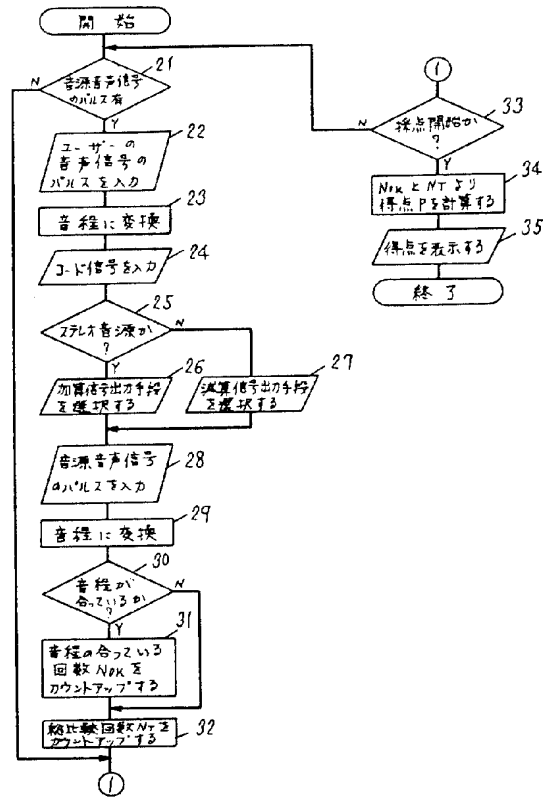 開始
音源音声信号
のパルス有
21
N
Y
ユーザーの
音声信号の
パルスを入力
22
音程に変換
23
コード信号を入力
24
ステレオ音源か
?
25
N
Y
加算信号出力手段
を選択する
26
減算信号出力手段
を選択する
27
音源音声信号
のパルスを入力
28
音程に変換
29
音程が
合っているか
?
30
N
Y
音程の合っている
回数NOKを
カウントアップする
31
総比較回数NTを
カウントアップする
32
1
1
採点開始か
?
33
N
Y
NOKとNTより
得点Pを計算する
34
得点を表示する
35
終了